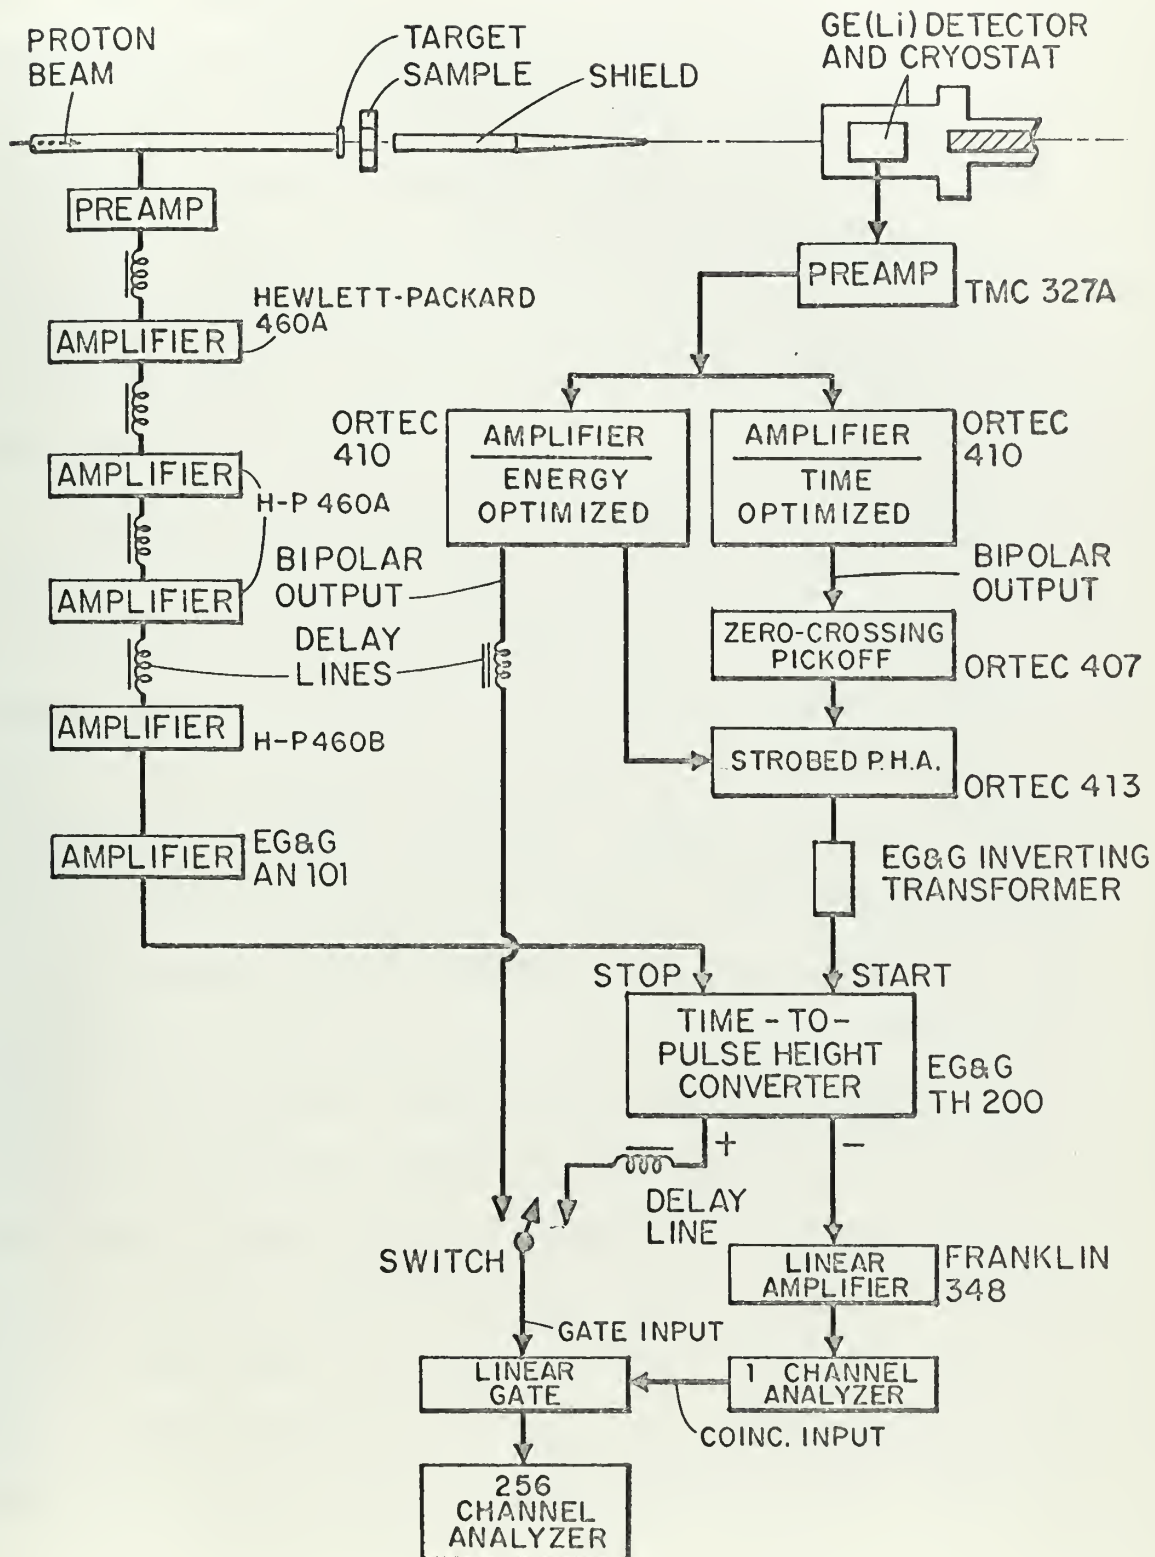 PROTON
BEAM
TARGET
SAMPLE
SHIELD
GE(Li) DETECTOR
AND CRYOSTAT
PREAMP
PREAMP
TMC 327A
HEWLETT-PACKARD
460A
AMPLIFIER
ORTEC
410
AMPLIFIER
ENERGY
OPTIMIZED
AMPLIFIER
TIME
OPTIMIZED
ORTEC
410
AMPLIFIER
H-P 460A
AMPLIFIER
BIPOLAR
OUTPUT
BIPOLAR
OUTPUT
ZERO-CROSSING
PICKOFF
ORTEC 407
DELAY
LINES
AMPLIFIER
H-P460B
STROBED P.H.A.
ORTEC 413
AMPLIFIER
EG&G
AN 101
EG&G INVERTING
TRANSFORMER
STOP
START
TIME-TO-
PULSE HEIGHT
CONVERTER
EG&G
TH 200
+
−
DELAY
LINE
SWITCH
LINEAR
AMPLIFIER
FRANKLIN
348
GATE INPUT
LINEAR
GATE
1 CHANNEL
ANALYZER
COINC. INPUT
256
CHANNEL
ANALYZER